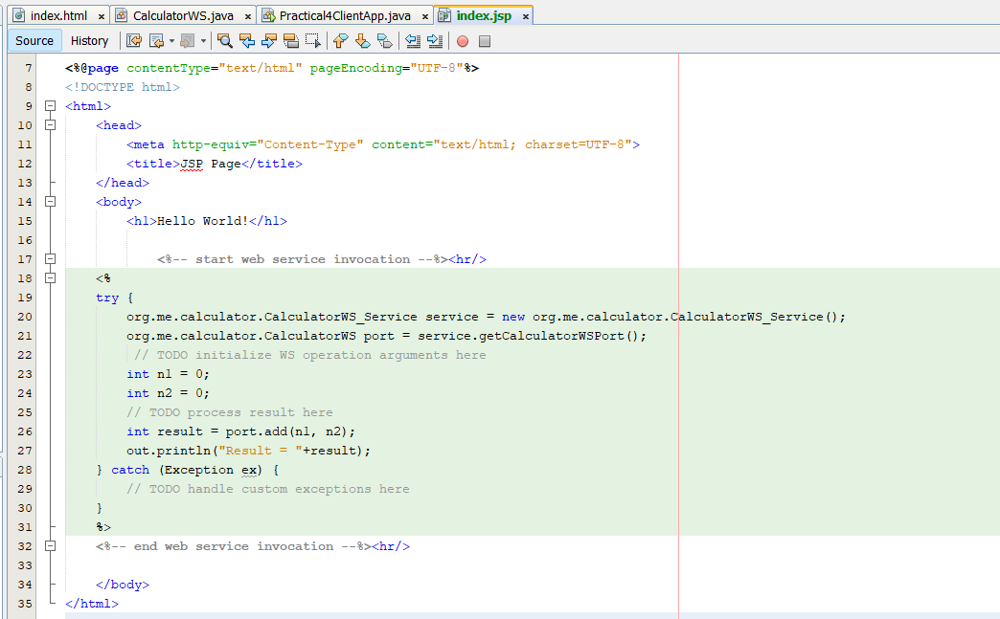 index.html × CalculatorWS.java × Practical4ClientApp.java × index.jsp ×
Source History
7 <%@page contentType="text/html" pageEncoding="UTF-8"%>
8 <!DOCTYPE html>
9 <html>
10 <head>
11 <meta http-equiv="Content-Type" content="text/html; charset=UTF-8">
12 <title>JSP Page</title>
13 </head>
14 <body>
15 <h1>Hello World!</h1>
16
17 <%-- start web service invocation --%><hr/>
18 <%
19 try {
20 org.me.calculator.CalculatorWS_Service service = new org.me.calculator.CalculatorWS_Service();
21 org.me.calculator.CalculatorWS port = service.getCalculatorWSPort();
22 // TODO initialize WS operation arguments here
23 int n1 = 0;
24 int n2 = 0;
25 // TODO process result here
26 int result = port.add(n1, n2);
27 out.println("Result = "+result);
28 } catch (Exception ex) {
29 // TODO handle custom exceptions here
30 }
31 %>
32 <%-- end web service invocation --%><hr/>
33
34 </body>
35 </html>